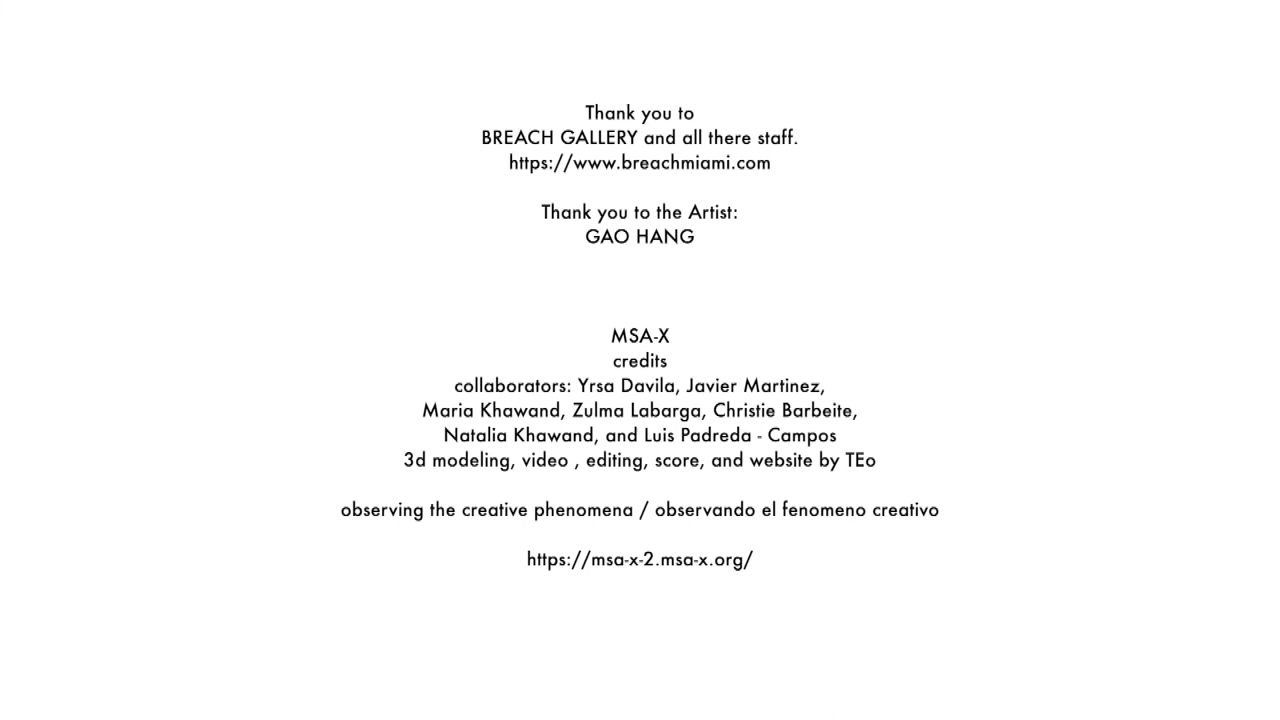 Thank you to
BREACH GALLERY and all there staff.
https://www.breachmiami.com
Thank you to the Artist:
GAO HANG
MSA-X
credits
collaborators: Yrsa Davila, Javier Martinez,
Maria Khawand, Zulma Labarga, Christie Barbeite,
Natalia Khawand, and Luis Padreda - Campos
3d modeling, video , editing, score, and website by TEo
observing the creative phenomena / observando el fenomeno creativo
https://msa-x-2.msa-x.org/